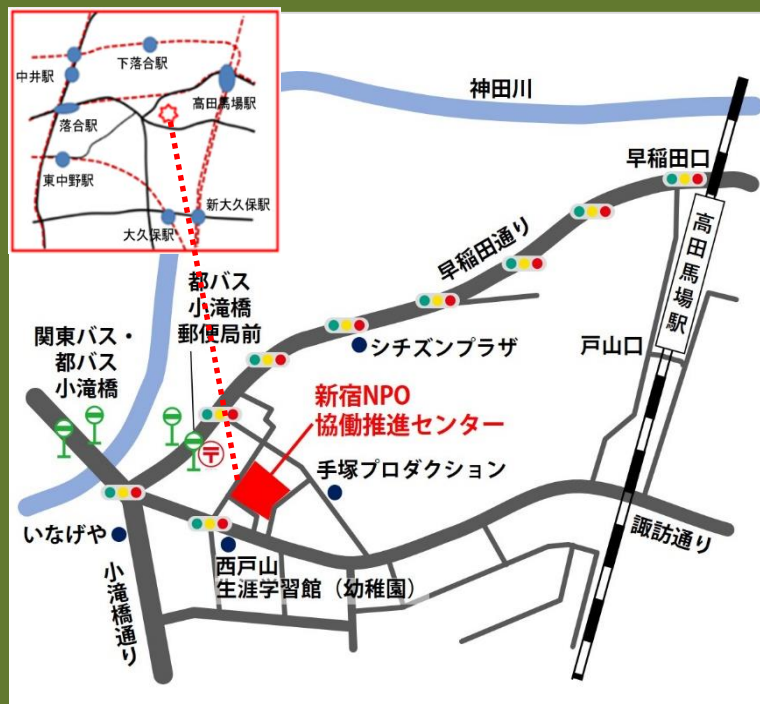 中井駅
下落合駅
高田馬場駅
落合駅
東中野駅
新大久保駅
大久保駅
神田川
早稲田口
高田馬場駅
早稲田通り
都バス
小滝橋
郵便局前
関東バス・
都バス
小滝橋
シチズンプラザ
戸山口
新宿NPO
協働推進センター
〒
手塚プロダクション
いなげや
西戸山
生涯学習館（幼稚園）
諏訪通り
小滝橋通り